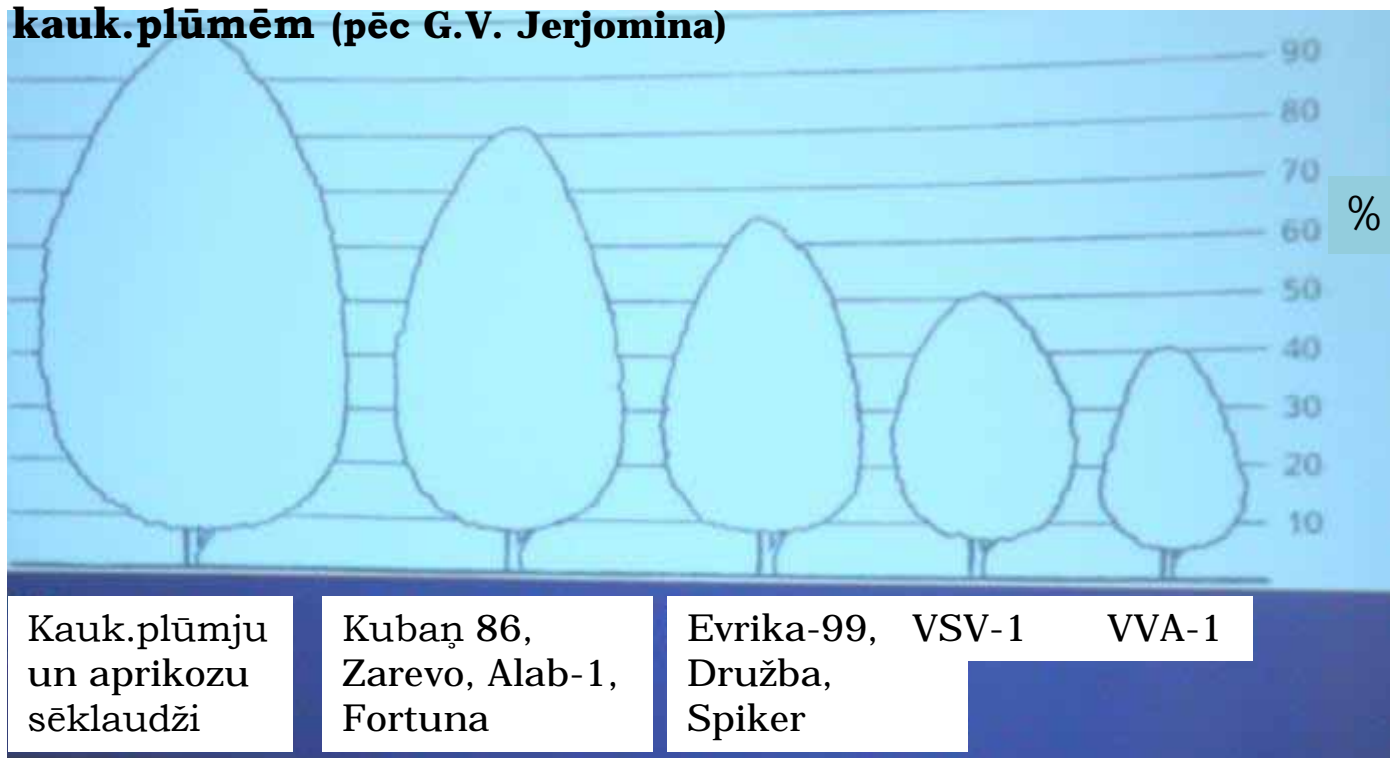 kauk.plūmēm (pēc G.V. Jerjomina)
90
80
70
%
60
50
40
30
20
10
Kauk.plūmju
un aprikozu
sēklaudži
Kubaņ 86,
Zarevo, Alab-1,
Fortuna
Evrika-99,
Družba,
Spiker
VSV-1
VVA-1